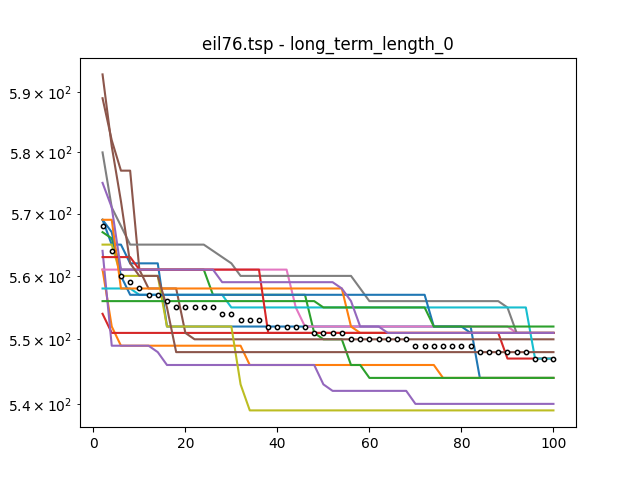 eil76.tsp - long_term_length_0
5.9 × 10²
5.8 × 10²
5.7 × 10²
5.6 × 10²
5.5 × 10²
5.4 × 10²
0 20 40 60 80 100